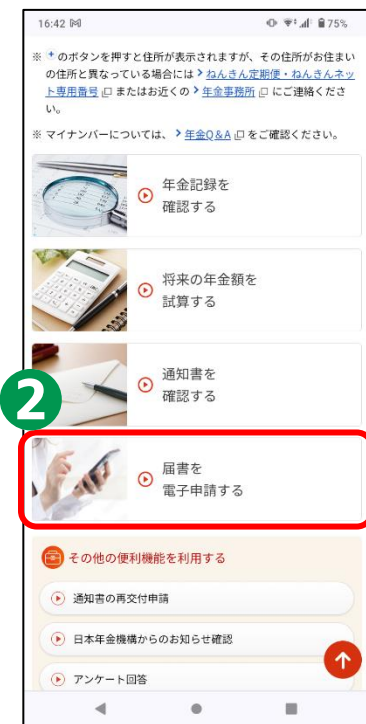 16:42 75%
※ * のボタンを押すと住所が表示されますが、その住所がお住まい
の住所と異なっている場合には ねんきん定期便・ねんきんネッ
ト専用番号 またはお近くの 年金事務所 にご連絡くださ
い。
※ マイナンバーについては、 年金Q&A をご確認ください。
年金記録を
確認する
将来の年金額を
試算する
通知書を
確認する
2
届書を
電子申請する
その他の便利機能を利用する
通知書の再交付申請
日本年金機構からのお知らせ確認
アンケート回答